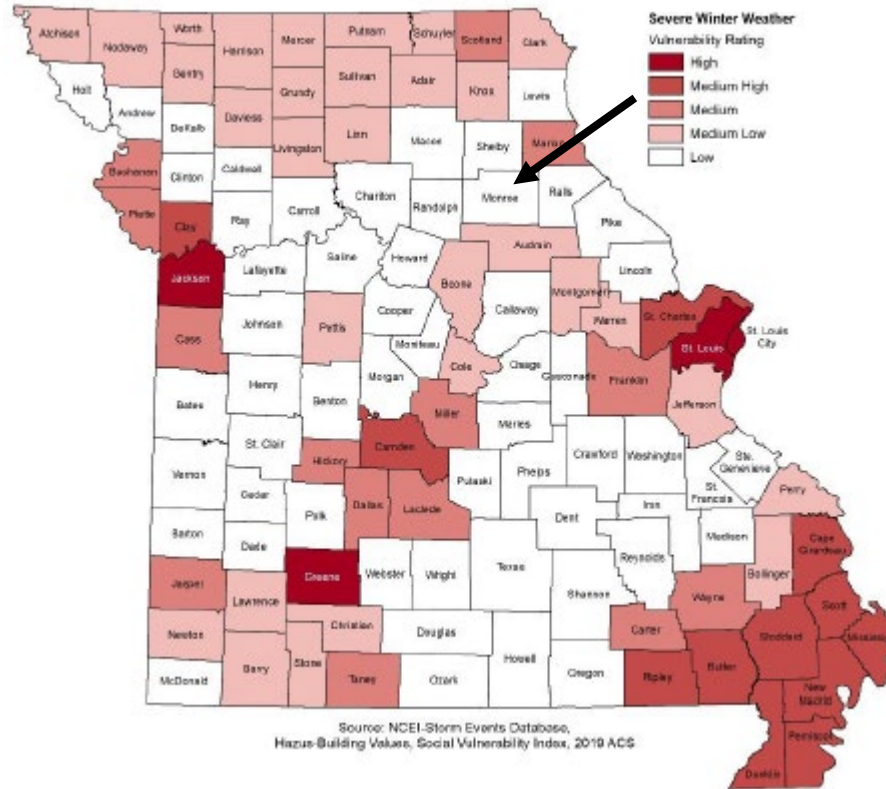 Severe Winter Weather
Vulnerability Rating
High
Medium High
Medium
Medium Low
Low
Atchison
Nodaway
Worth
Harrison
Mercer
Putnam
Schuyler
Scotland
Clark
Gentry
Sullivan
Adair
Knox
Lewis
Holt
Andrew
DeKalb
Daviess
Grundy
Livingston
Linn
Macon
Shelby
Marion
Buchanan
Clinton
Caldwell
Chariton
Randolph
Monroe
Ralls
Pike
Platte
Clay
Ray
Carroll
Audrain
Jackson
Lafayette
Saline
Howard
Boone
Callaway
Montgomery
Lincoln
Warren
St. Charles
St. Louis
St. Louis
City
Cass
Johnson
Pettis
Cooper
Moniteau
Cole
Osage
Gasconade
Franklin
Jefferson
Bates
Henry
Benton
Morgan
Miller
Maries
St. Clair
Camden
Crawford
Washington
Ste.
Genevieve
Vernon
Hickory
Pulaski
Phelps
St.
Francois
Perry
Cedar
Polk
Dallas
Laclede
Dent
Iron
Madison
Cape
Girardeau
Barton
Dade
Greene
Webster
Wright
Texas
Reynolds
Bollinger
Jasper
Lawrence
Shannon
Wayne
Scott
Christian
Douglas
Carter
Stoddard
Mississippi
Newton
Barry
Stone
Taney
Ozark
Howell
Oregon
Ripley
Butler
New
Madrid
McDonald
Pemiscot
Dunklin
Source: NCEI-Storm Events Database,
Hazus-Building Values, Social Vulnerability Index, 2019 ACS